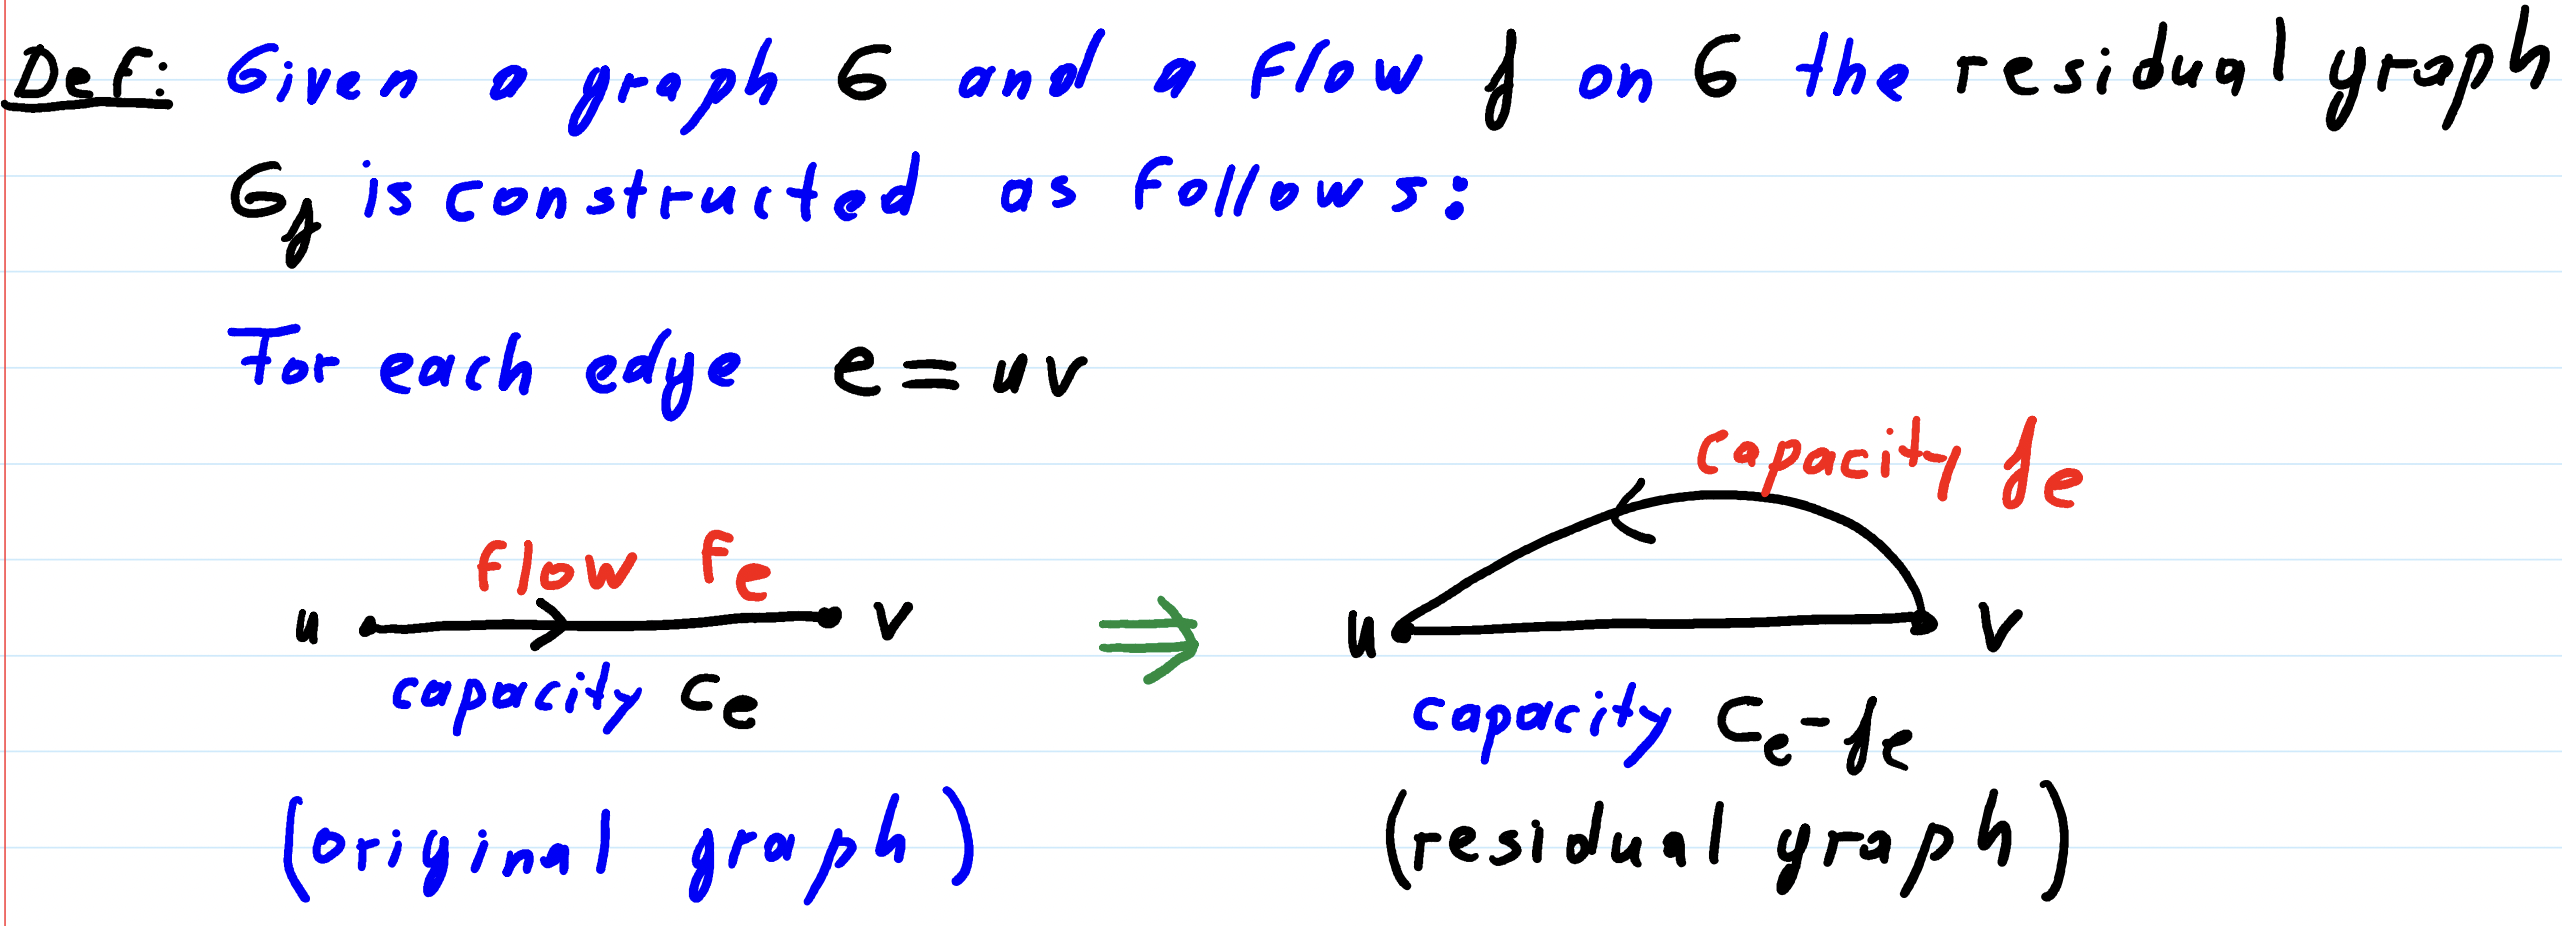 Def: Given a graph G and a flow f on G the residual graph
G_f is constructed as follows:
For each edge e = uv
capacity f_e
flow f_e
u v
u v
capacity c_e
capacity c_e - f_e
(original graph)
(residual graph)